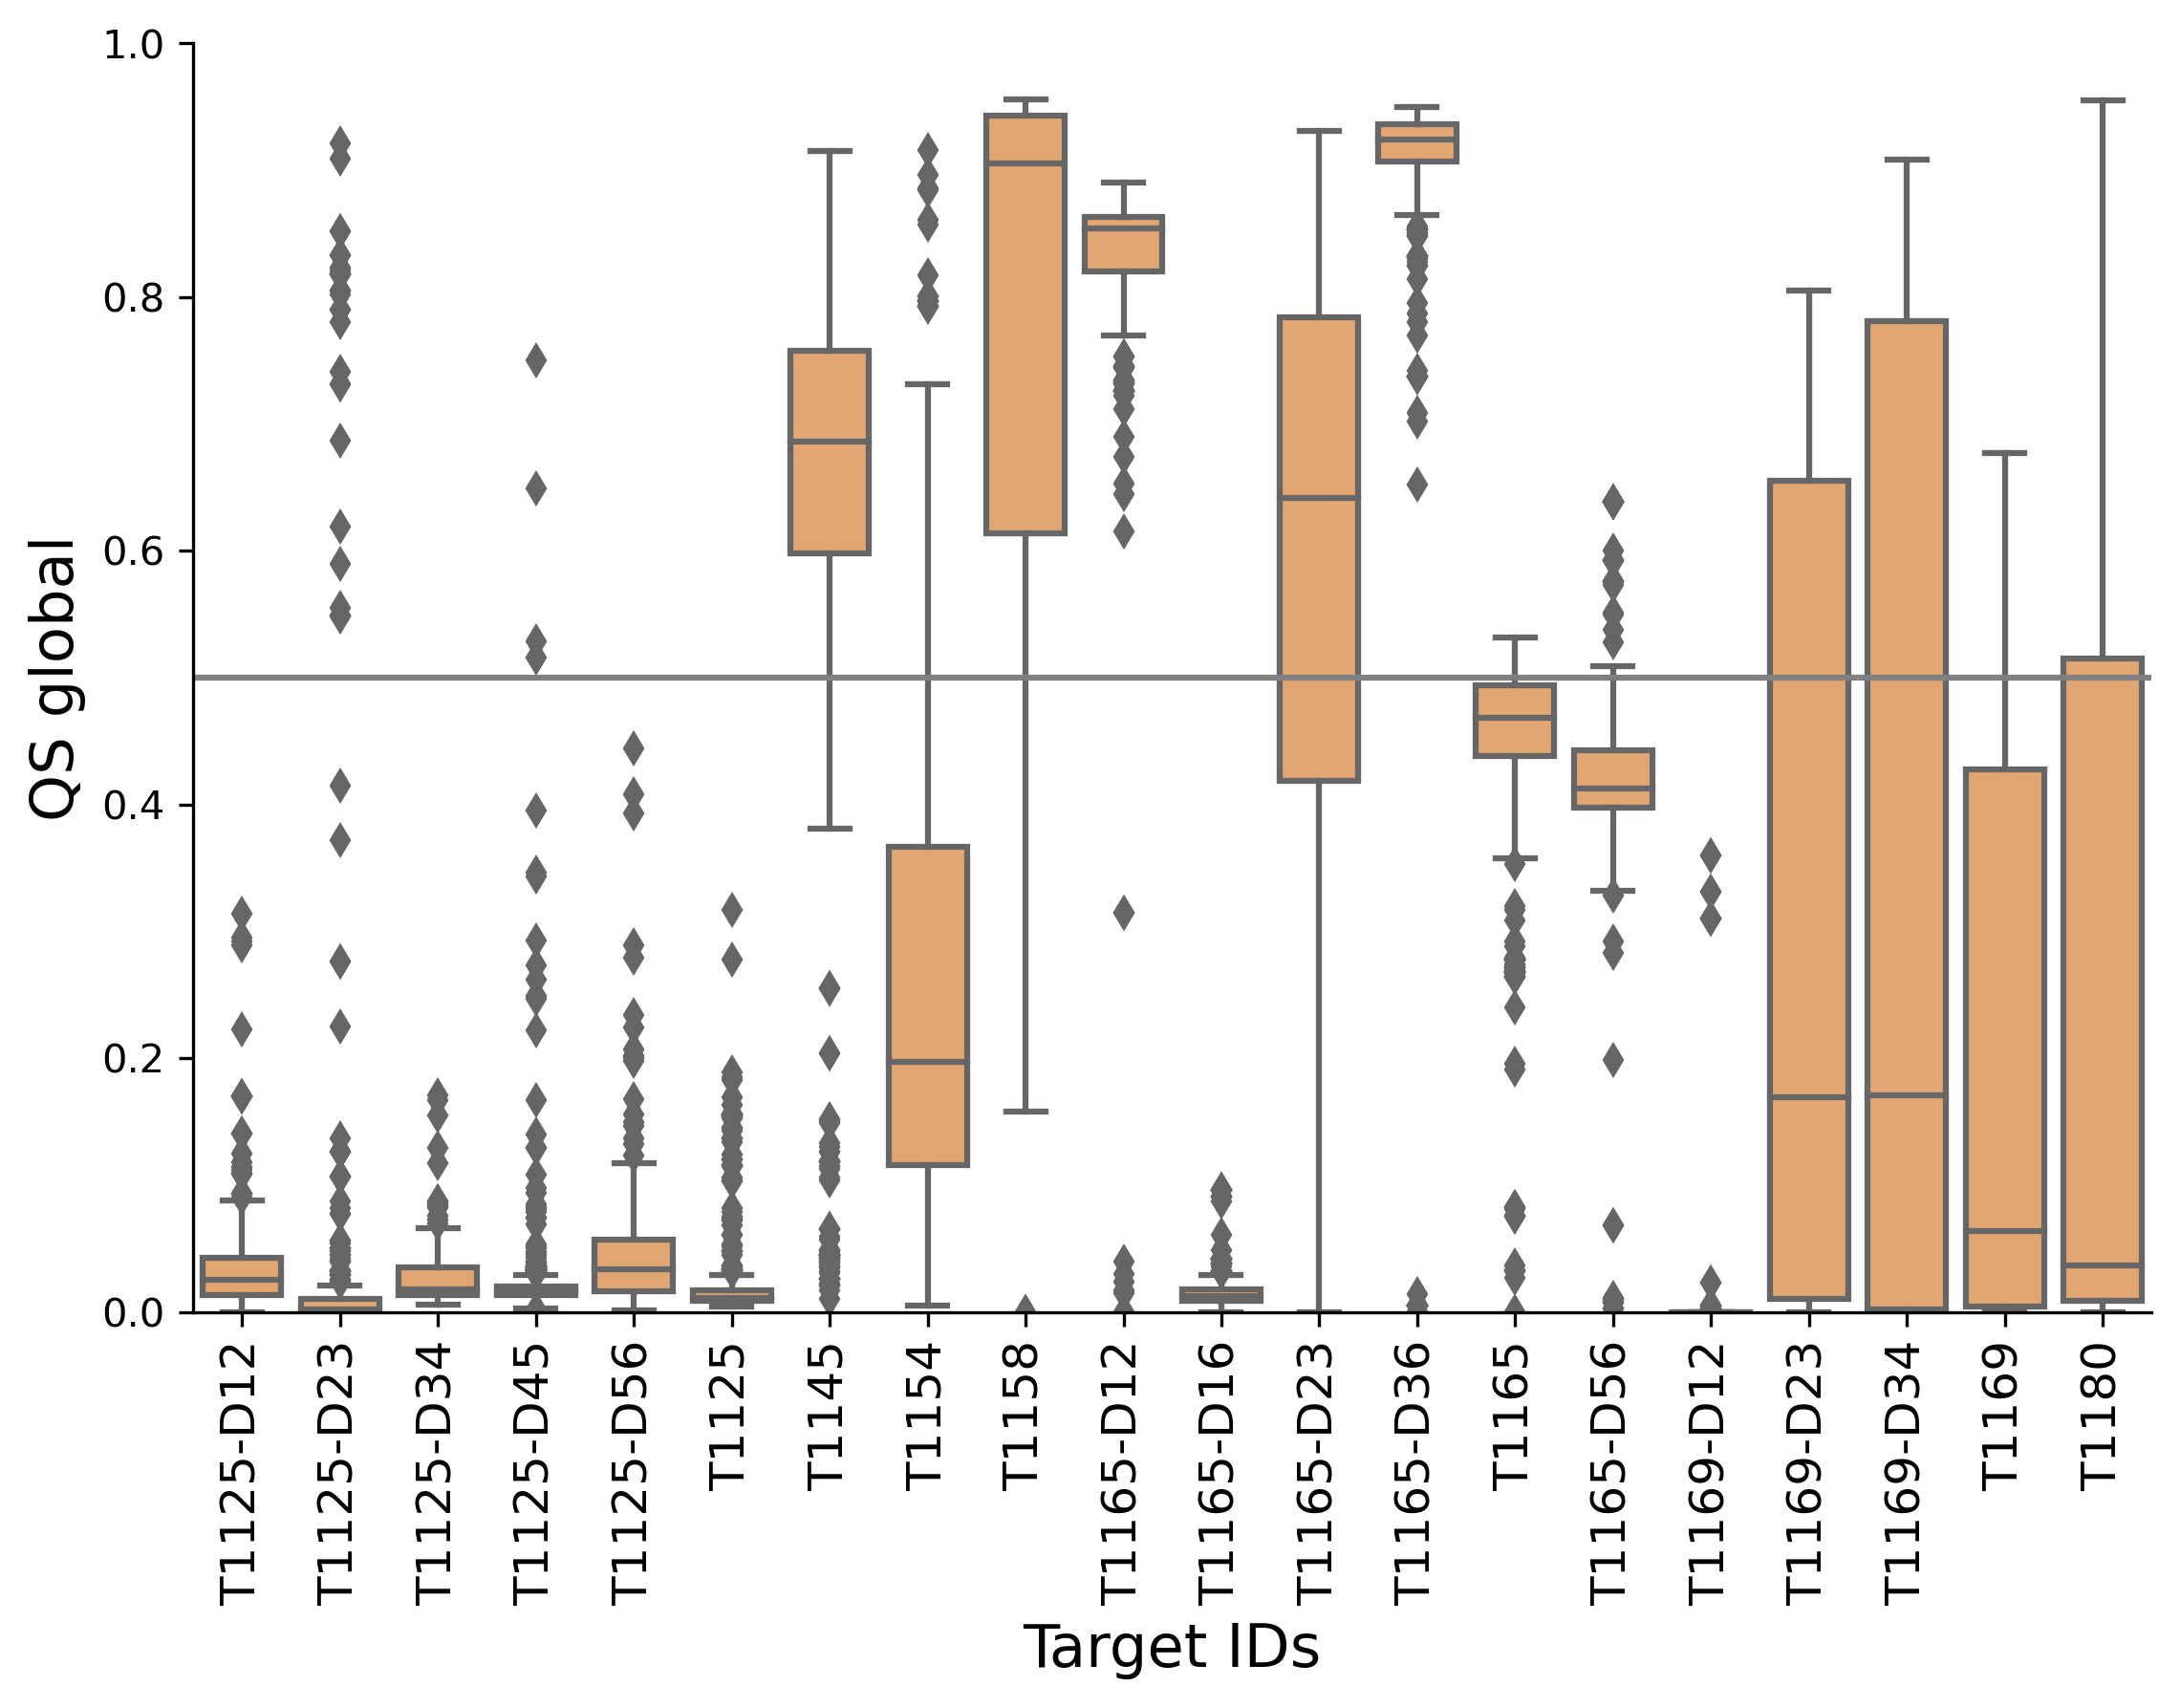 1.0
0.8
0.6
0.4
0.2
0.0
QS global
T1125-D12
T1125-D23
T1125-D34
T1125-D45
T1125-D56
T1125
T1145
T1154
T1158
T1165-D12
T1165-D16
T1165-D23
T1165-D36
T1165
T1165-D56
T1169-D12
T1169-D23
T1169-D34
T1169
T1180
Target IDs